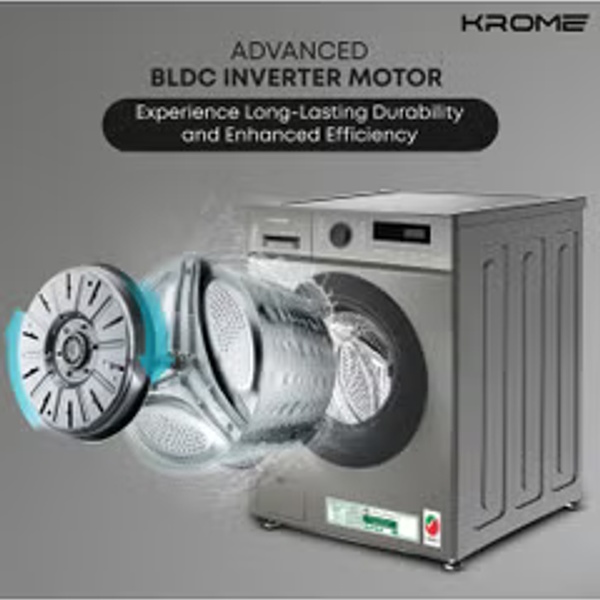 KROME
ADVANCED
BLDC INVERTER MOTOR
Experience Long-Lasting Durability
and Enhanced Efficiency